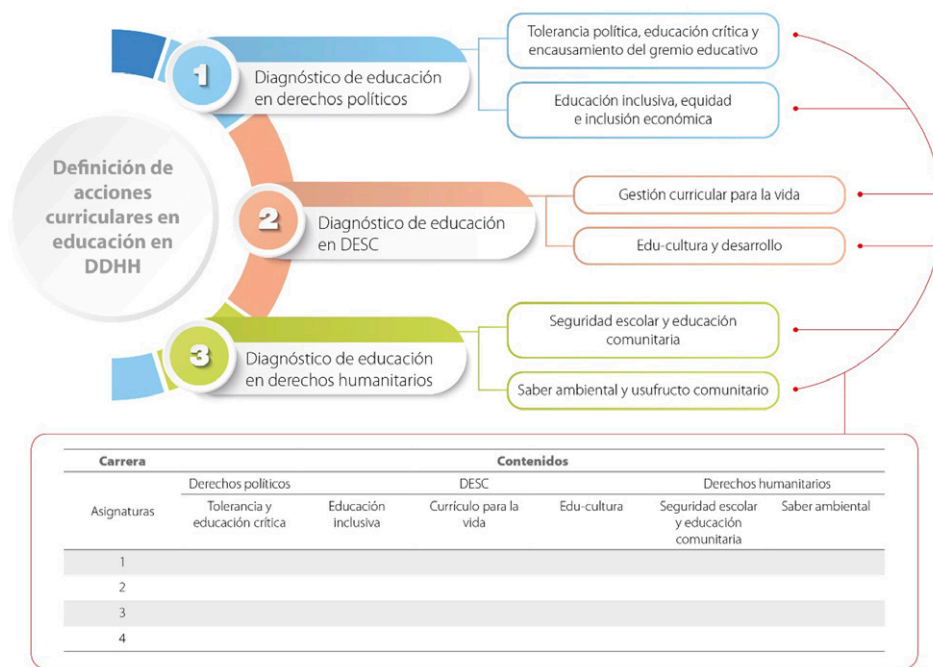 Definición de
acciones
curriculares en
educación en
DDHH
1
Diagnóstico de educación
en derechos políticos
Tolerancia política, educación crítica y
encausamiento del gremio educativo
Educación inclusiva, equidad
e inclusión económica
2
Diagnóstico de educación
en DESC
Gestión curricular para la vida
Edu-cultura y desarrollo
3
Diagnóstico de educación
en derechos humanitarios
Seguridad escolar y educación
comunitaria
Saber ambiental y usufructo comunitario
Carrera Contenidos
Derechos políticos DESC Derechos humanitarios
Asignaturas
Tolerancia y
educación crítica
Educación
inclusiva
Currículo para la
vida
Edu-cultura
Seguridad escolar
y educación
comunitaria
Saber ambiental
1
2
3
4